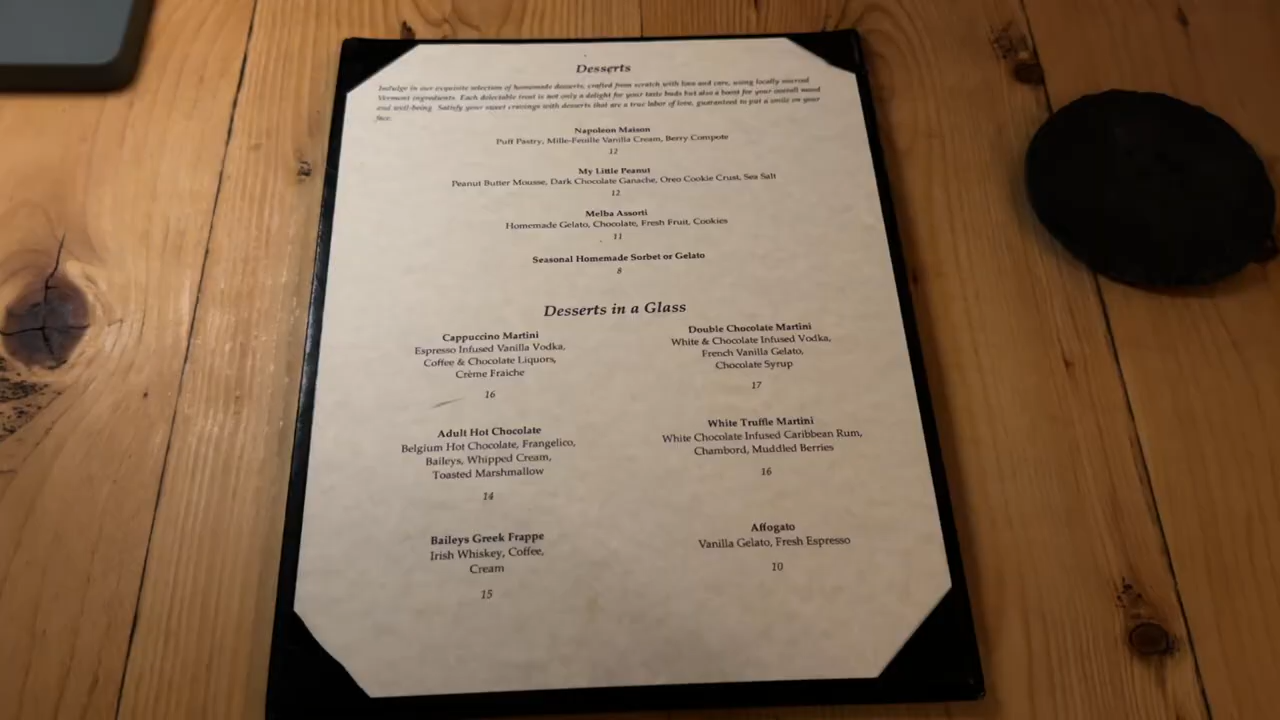 Desserts
Indulge in our exquisite selection of homemade desserts, crafted from scratch with love and care, using locally sourced
Vermont ingredients. Each delectable treat is not only a delight for your taste buds but also a boost for your overall mood
and well-being. Satisfy your sweet cravings with desserts that are a true labor of love, guaranteed to put a smile on your
face.
Napoleon Maison
Puff Pastry, Mille-Feuille Vanilla Cream, Berry Compote
12
My Little Peanut
Peanut Butter Mousse, Dark Chocolate Ganache, Oreo Cookie Crust, Sea Salt
12
Melba Assorti
Homemade Gelato, Chocolate, Fresh Fruit, Cookies
11
Seasonal Homemade Sorbet or Gelato
8
Desserts in a Glass
Cappuccino Martini
Espresso Infused Vanilla Vodka,
Coffee & Chocolate Liquors,
Crème Fraiche
16
Double Chocolate Martini
White & Chocolate Infused Vodka,
French Vanilla Gelato,
Chocolate Syrup
17
Adult Hot Chocolate
Belgium Hot Chocolate, Frangelico,
Baileys, Whipped Cream,
Toasted Marshmallow
14
White Truffle Martini
White Chocolate Infused Caribbean Rum,
Chambord, Muddled Berries
16
Baileys Greek Frappe
Irish Whiskey, Coffee,
Cream
15
Affogato
Vanilla Gelato, Fresh Espresso
10